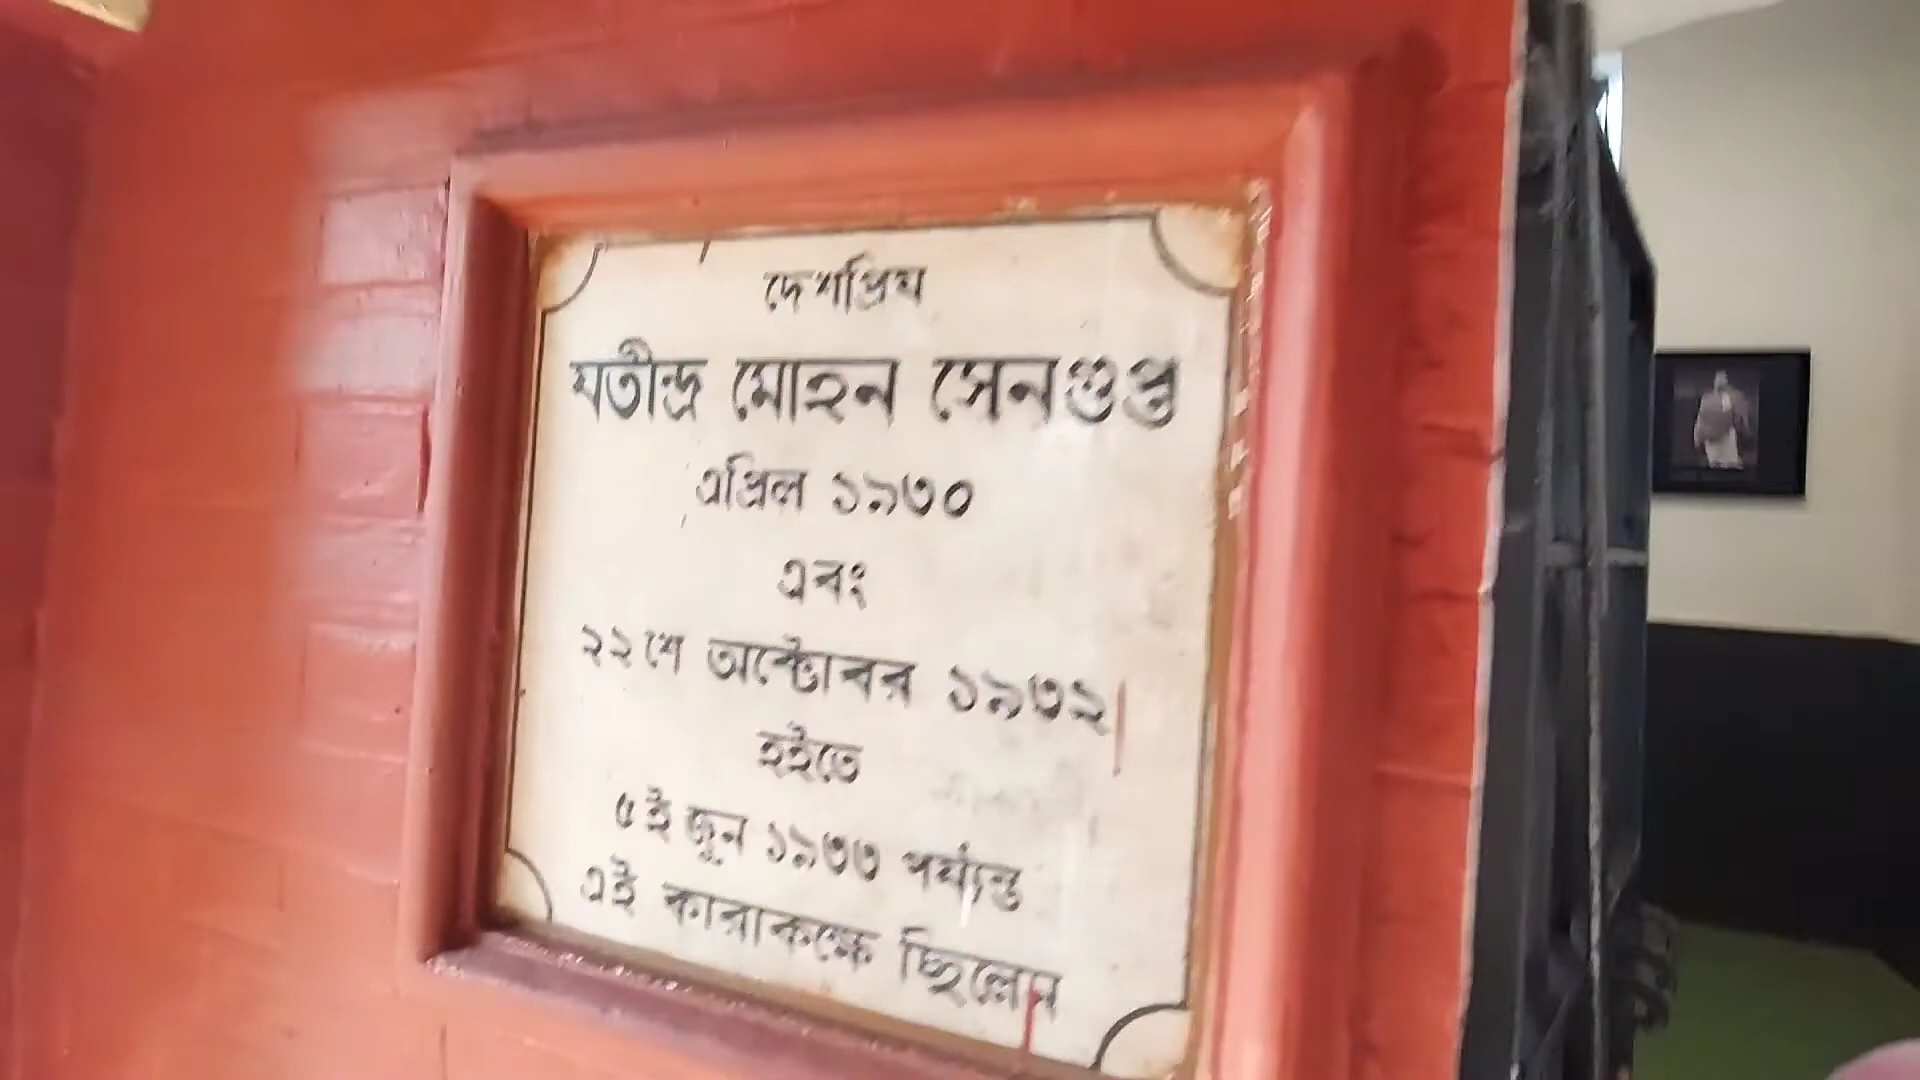 দেশপ্রিয়
যতীন্দ্র মোহন সেনগুপ্ত
এপ্রিল ১৯৩০
এবং
২২শে অক্টোবর ১৯৩২
হইতে
৫ই জুন ১৯৩৩ পর্য্যন্ত
এই কারাকক্ষে ছিলেন